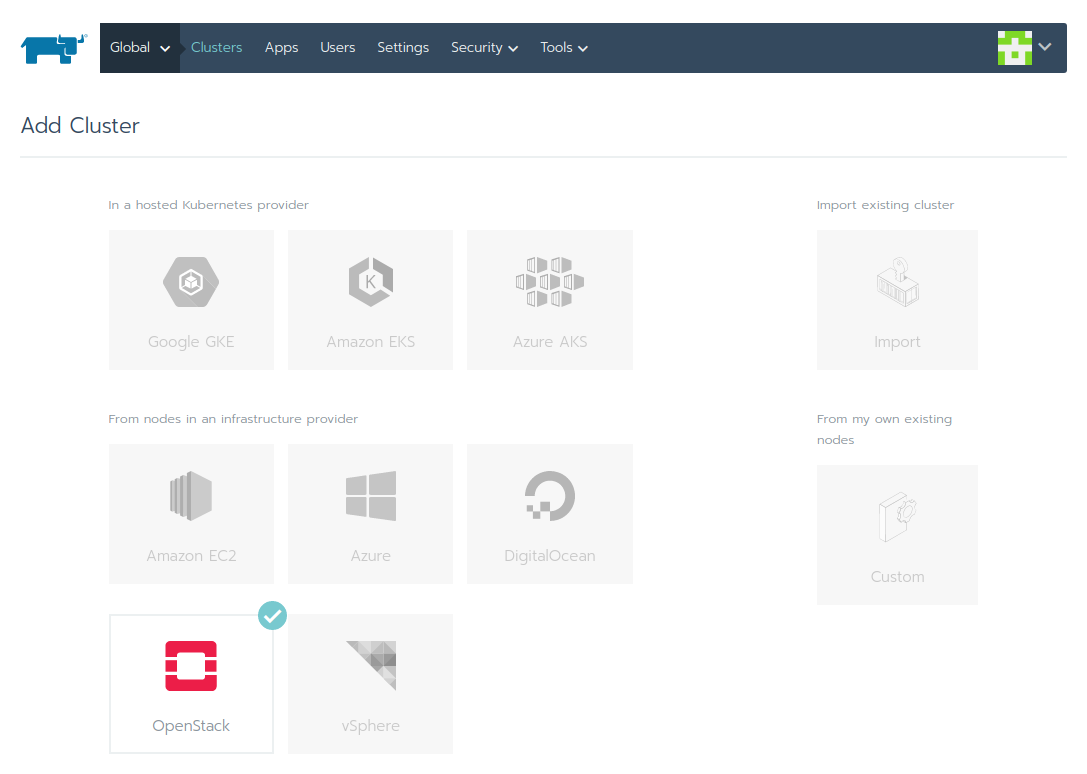 Global Clusters Apps Users Settings Security Tools
Add Cluster
In a hosted Kubernetes provider
Google GKE
K
Amazon EKS
Azure AKS
Import existing cluster
Import
From nodes in an infrastructure provider
Amazon EC2
Azure
DigitalOcean
From my own existing
nodes
Custom
OpenStack
vSphere